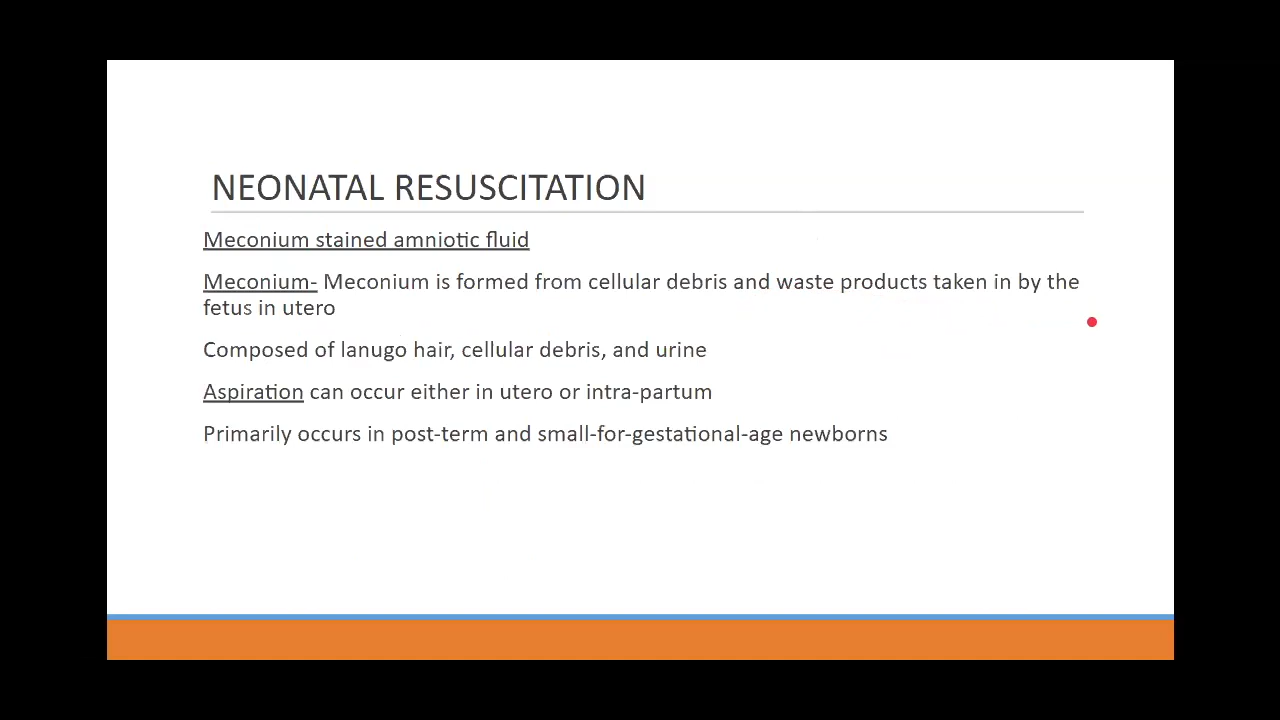 NEONATAL RESUSCITATION
Meconium stained amniotic fluid
Meconium- Meconium is formed from cellular debris and waste products taken in by the
fetus in utero
Composed of lanugo hair, cellular debris, and urine
Aspiration can occur either in utero or intra-partum
Primarily occurs in post-term and small-for-gestational-age newborns